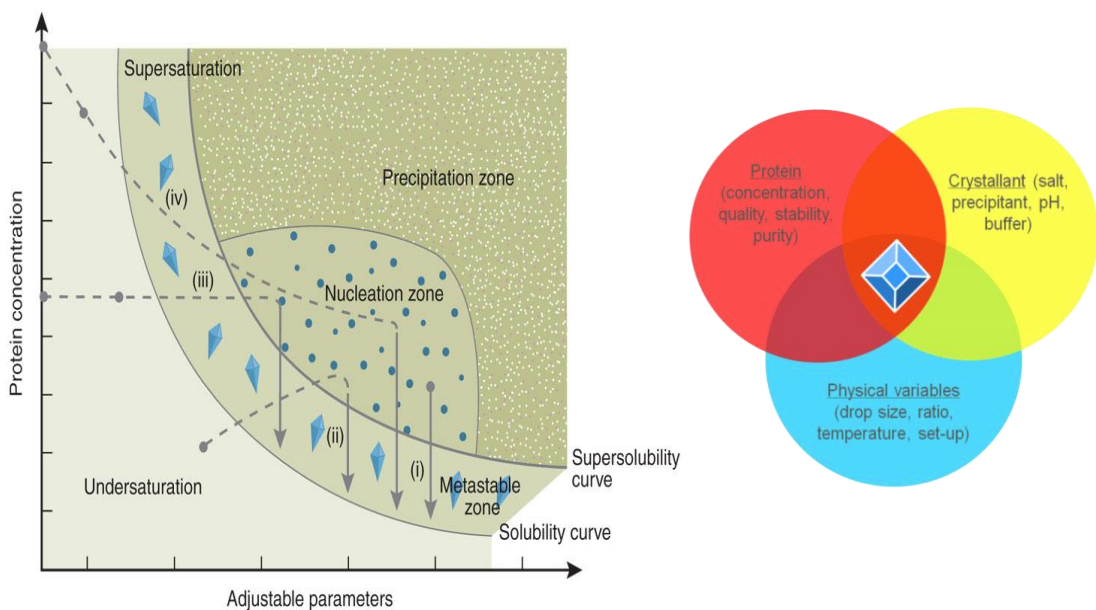 Supersaturation
Precipitation zone
(iv)
(iii)
Nucleation zone
(ii)
(i)
Undersaturation
Metastable
zone
Supersolubility
curve
Solubility curve
Protein concentration
Adjustable parameters
Protein
(concentration,
quality, stability,
purity)
Crystallant (salt,
precipitant, pH,
buffer)
Physical variables
(drop size, ratio,
temperature, set-up)